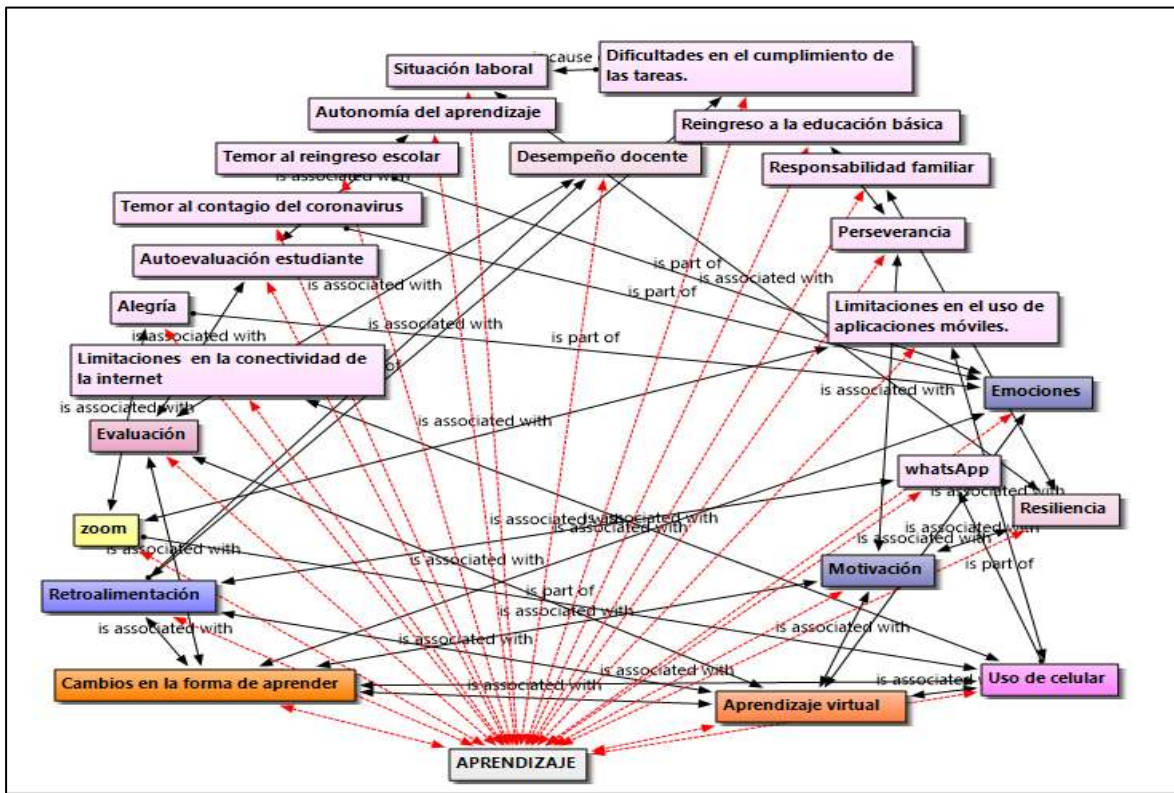 is cause
Situación laboral
Dificultades en el cumplimiento de
las tareas.
Autonomía del aprendizaje
Reingreso a la educación básica
Temor al reingreso escolar
Desempeño docente
Responsabilidad familiar
is associated with
Temor al contagio del coronavirus
Perseverancia
Autoevaluación estudiante
is part of
is associated with
is associated with
is part of
Alegría
Limitaciones en el uso de
aplicaciones móviles.
is associated with
is associated with
is part of
Limitaciones en la conectividad de
la internet
of
is associated with
Emociones
is associated with
is associated with
Evaluación
whatsApp
is associated with
Resiliencia
zoom
is associated with
is associated with
is associated with
is associated with
is associated with
is associated with
is part of
Motivación
Retroalimentación
is part of
is associated with
is associated with
is associated with
Cambios en la forma de aprender
is associated with
Uso de celular
is associated with
is associated
Aprendizaje virtual
APRENDIZAJE